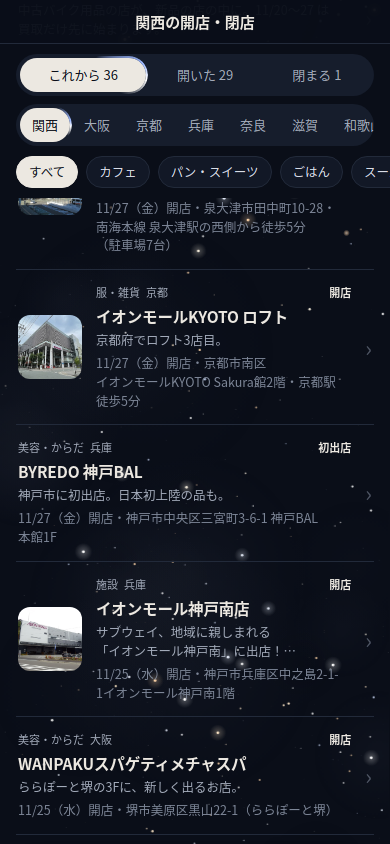 関西の開店・閉店
これから 36
開いた 29
閉まる 1
関西
大阪
京都
兵庫
奈良
滋賀
すべて
カフェ
パン・スイーツ
ごはん
スー
11/27（金）開店・泉大津市田中町10-28・
南海本線 泉大津駅の西側から徒歩5分
（駐車場7台）
服・雑貨 京都
開店
イオンモールKYOTO ロフト
京都府でロフト3店目。
11/27（金）開店・京都市南区
イオンモールKYOTO Sakura館2階・京都駅
徒歩5分
美容・からだ 兵庫
初出店
BYREDO 神戸BAL
神戸市に初出店。日本初上陸の品も。
11/27（金）開店・神戸市中央区三宮町3-6-1 神戸BAL
本館1F
施設 兵庫
開店
イオンモール神戸南店
サブウェイ、地域に親しまれる
「イオンモール神戸南」に出店！…
11/25（水）開店・神戸市兵庫区中之島2-1-
1イオンモール神戸南1階
美容・からだ 大阪
開店
WANPAKUスパゲティメチャスパ
ららぽーと堺の3Fに、新しく出るお店。
11/25（水）開店・堺市美原区黒山22-1（ららぽーと堺）